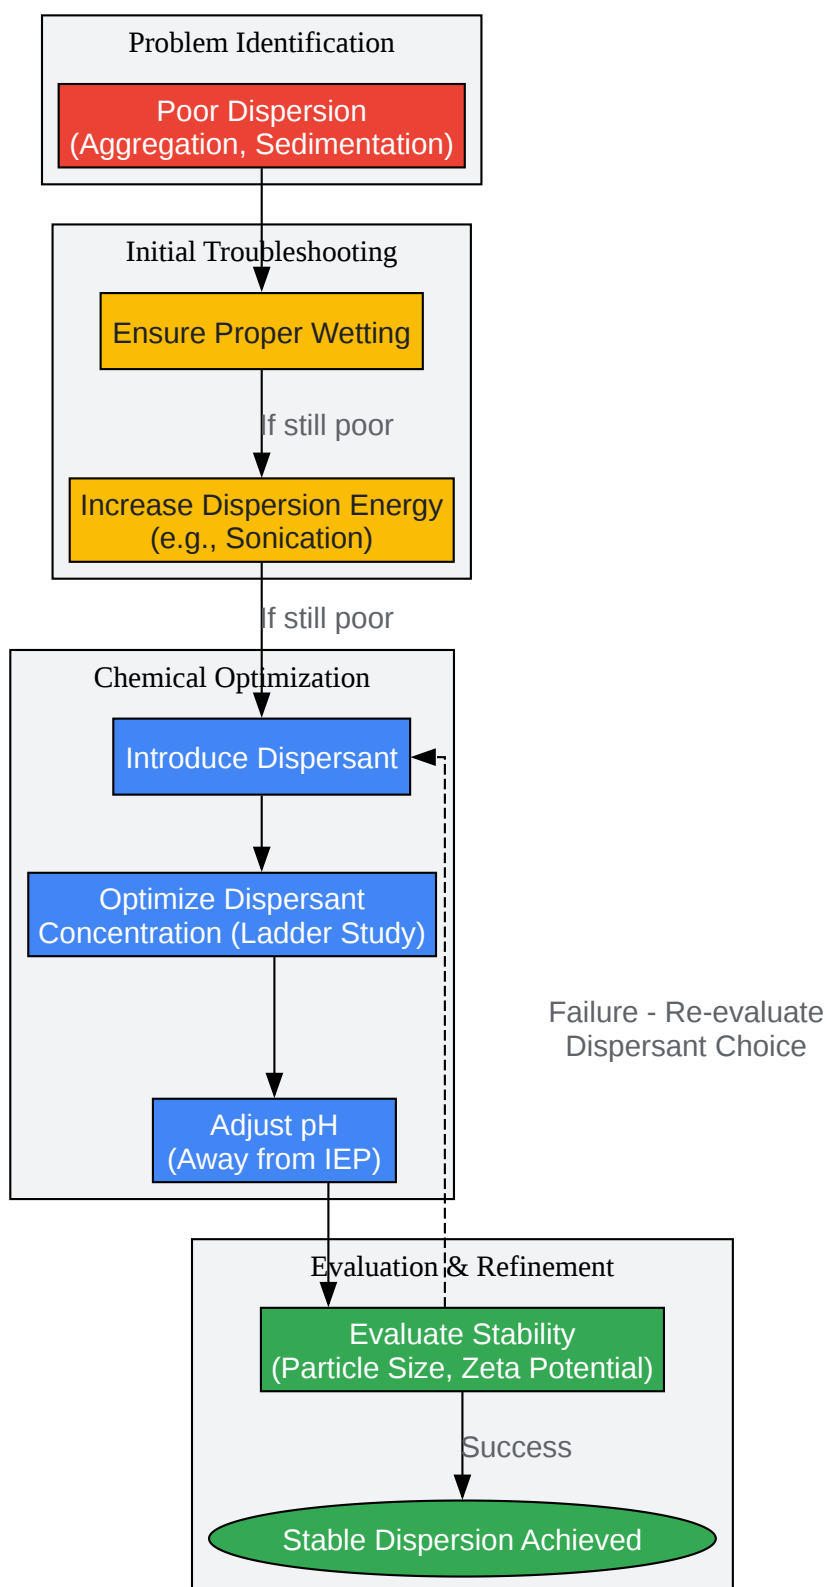 Problem Identification
Poor Dispersion
(Aggregation, Sedimentation)
Initial Troubleshooting
Ensure Proper Wetting
If still poor
Increase Dispersion Energy
(e.g., Sonication)
If still poor
Chemical Optimization
Introduce Dispersant
Optimize Dispersant
Concentration (Ladder Study)
Failure - Re-evaluate
Dispersant Choice
Adjust pH
(Away from IEP)
Evaluation & Refinement
Evaluate Stability
(Particle Size, Zeta Potential)
Success
Stable Dispersion Achieved